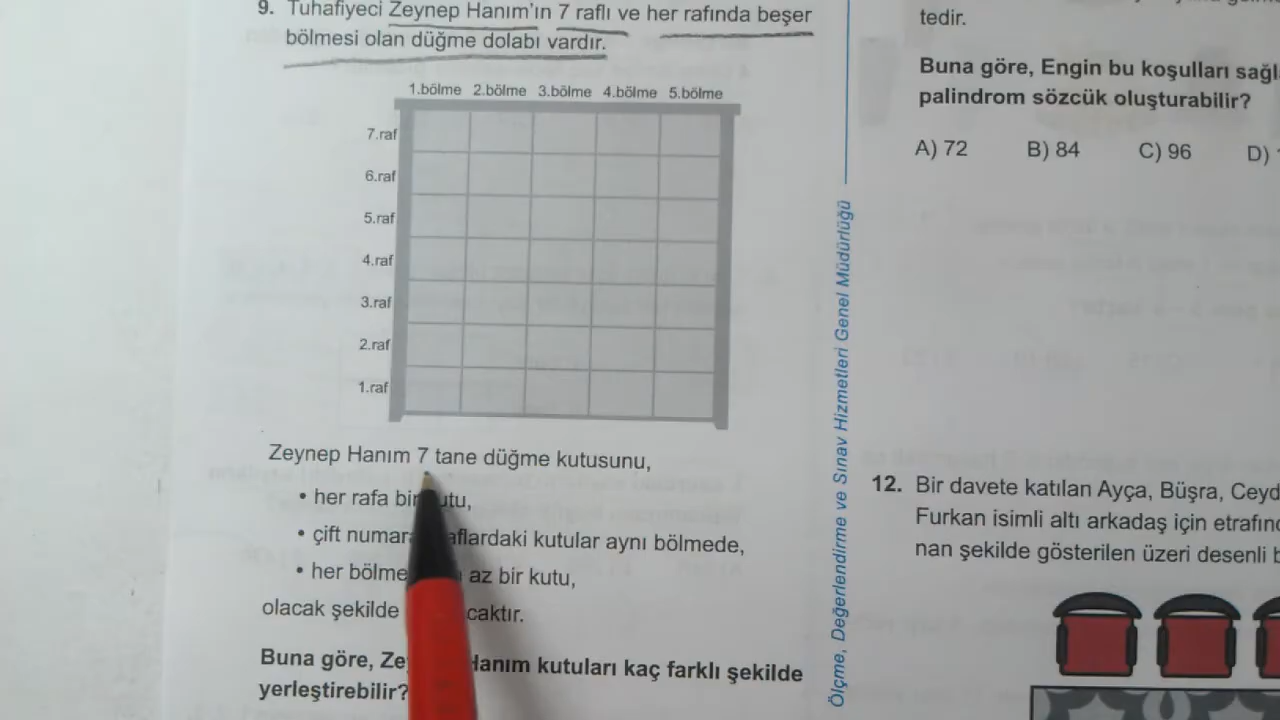 9. Tuhafiyeci Zeynep Hanım'ın 7 raflı ve her rafında beşer
bölmesi olan düğme dolabı vardır.
1.bölme 2.bölme 3.bölme 4.bölme 5.bölme
7.raf
6.raf
5.raf
4.raf
3.raf
2.raf
1.raf
Zeynep Hanım 7 tane düğme kutusunu,
• her rafa bir kutu,
• çift numara aflardaki kutular aynı bölmede,
• her bölme az bir kutu,
olacak şekilde caktır.
Buna göre, Ze Hanım kutuları kaç farklı şekilde
yerleştirebilir?
Ölçme, Değerlendirme ve Sınav Hizmetleri Genel Müdürlüğü
tedir.
Buna göre, Engin bu koşulları sağl
palindrom sözcük oluşturabilir?
A) 72 B) 84 C) 96 D)
12. Bir davete katılan Ayça, Büşra, Ceyd
Furkan isimli altı arkadaş için etrafınd
nan şekilde gösterilen üzeri desenli b